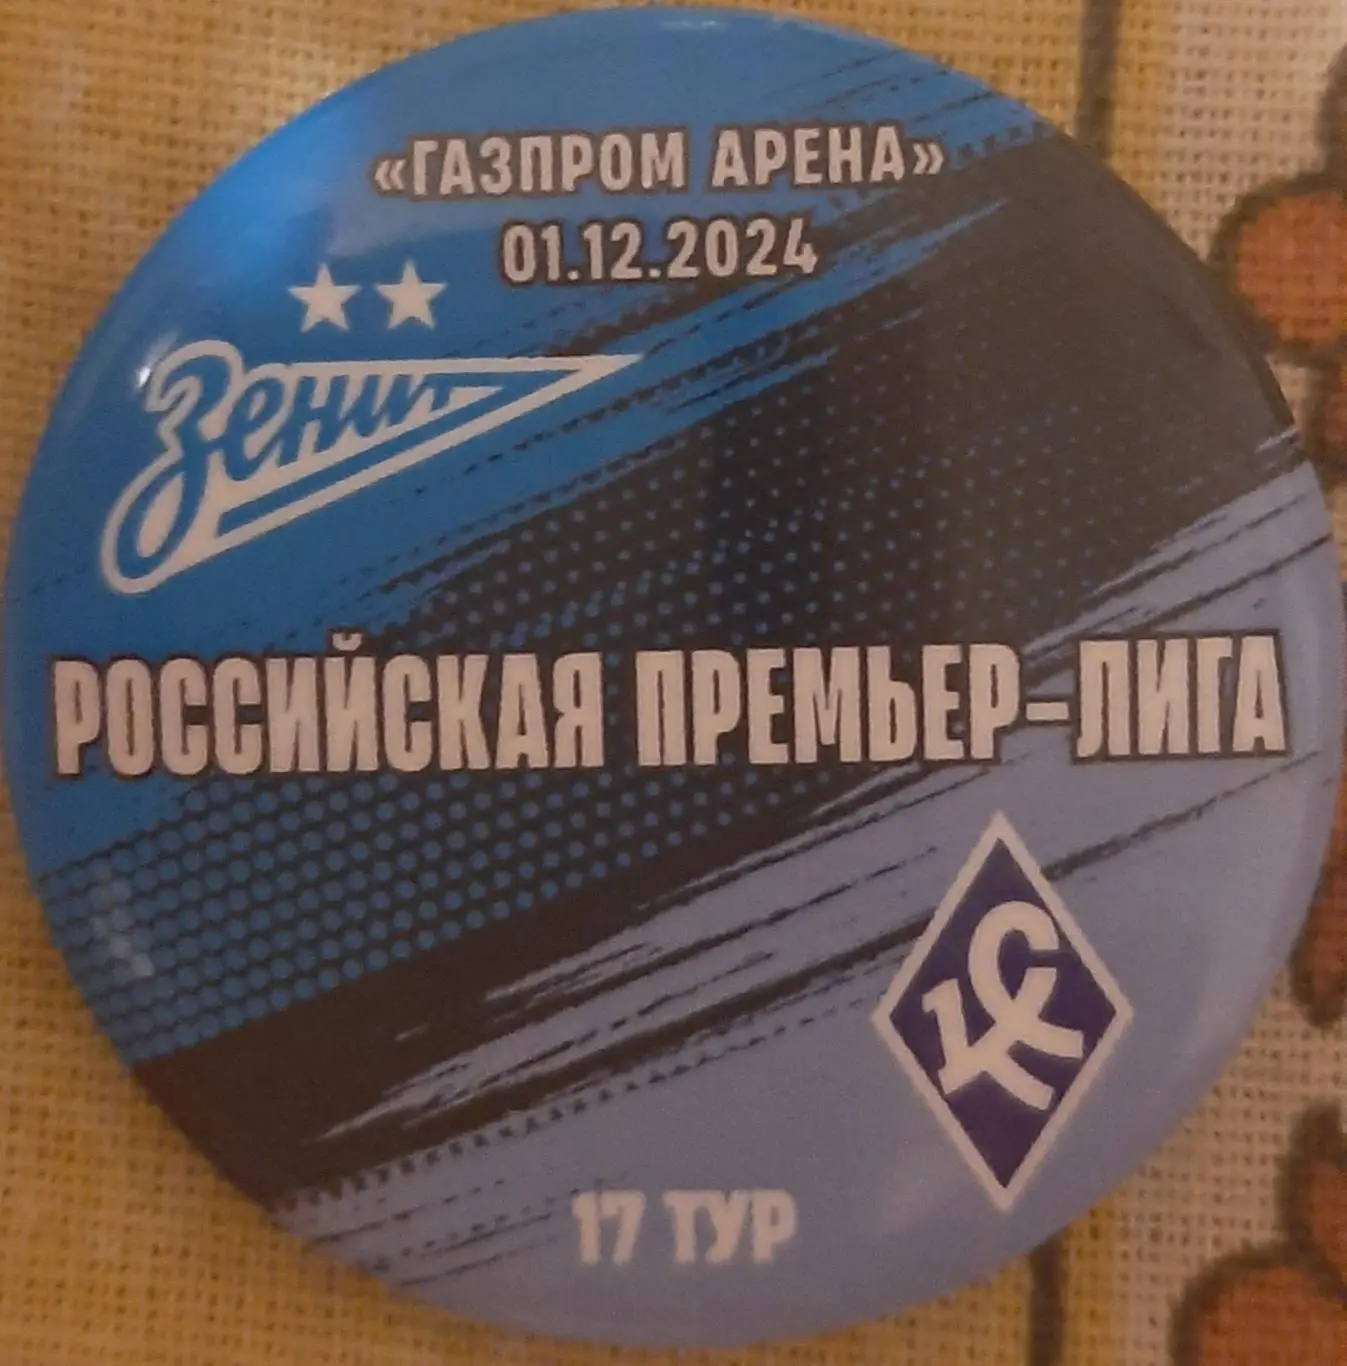 «ГАЗПРОМ АРЕНА»
01.12.2024
Зенит
РОССИЙСКАЯ ПРЕМЬЕР-ЛИГА
КС
17 ТУР